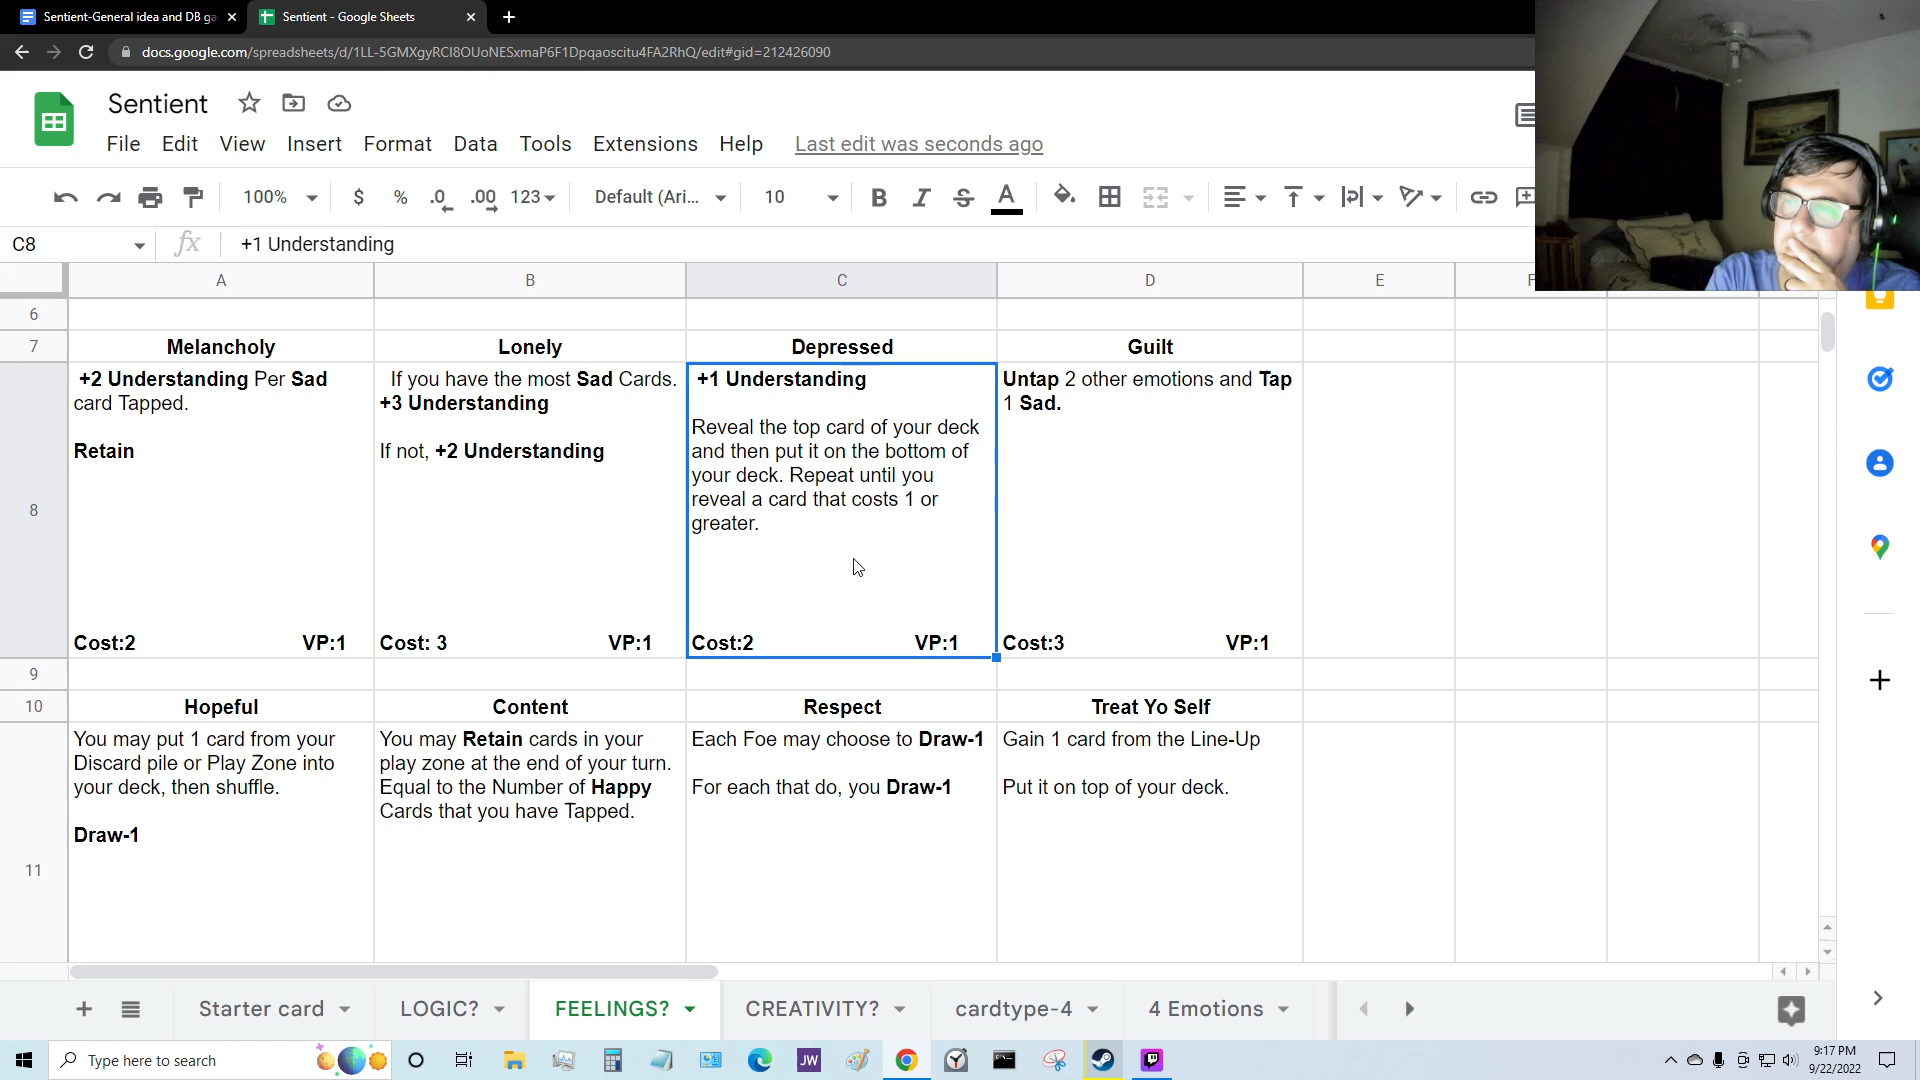 Sentient-General idea and DB ga
Sentient - Google Sheets
docs.google.com/spreadsheets/d/1LL-5GMXgyRCI8OUoNESxmaP6F1Dpqaoscitu4FA2RhQ/edit#gid=212426090
Sentient
File Edit View Insert Format Data Tools Extensions Help Last edit was seconds ago
100% $ % .0 .00 123 Default (Ari... 10 B I S A
C8 fx +1 Understanding
A B C D E F
6
7 Melancholy Lonely Depressed Guilt
8
+2 Understanding Per Sad
card Tapped.
Retain
Cost:2 VP:1
If you have the most Sad Cards.
+3 Understanding
If not, +2 Understanding
Cost: 3 VP:1
+1 Understanding
Reveal the top card of your deck
and then put it on the bottom of
your deck. Repeat until you
reveal a card that costs 1 or
greater.
Cost:2 VP:1
Untap 2 other emotions and Tap
1 Sad.
Cost:3 VP:1
9
10 Hopeful Content Respect Treat Yo Self
11
You may put 1 card from your
Discard pile or Play Zone into
your deck, then shuffle.
Draw-1
You may Retain cards in your
play zone at the end of your turn.
Equal to the Number of Happy
Cards that you have Tapped.
Each Foe may choose to Draw-1
For each that do, you Draw-1
Gain 1 card from the Line-Up
Put it on top of your deck.
Starter card LOGIC? FEELINGS? CREATIVITY? cardtype-4 4 Emotions
Type here to search
JW
9:17 PM
9/22/2022